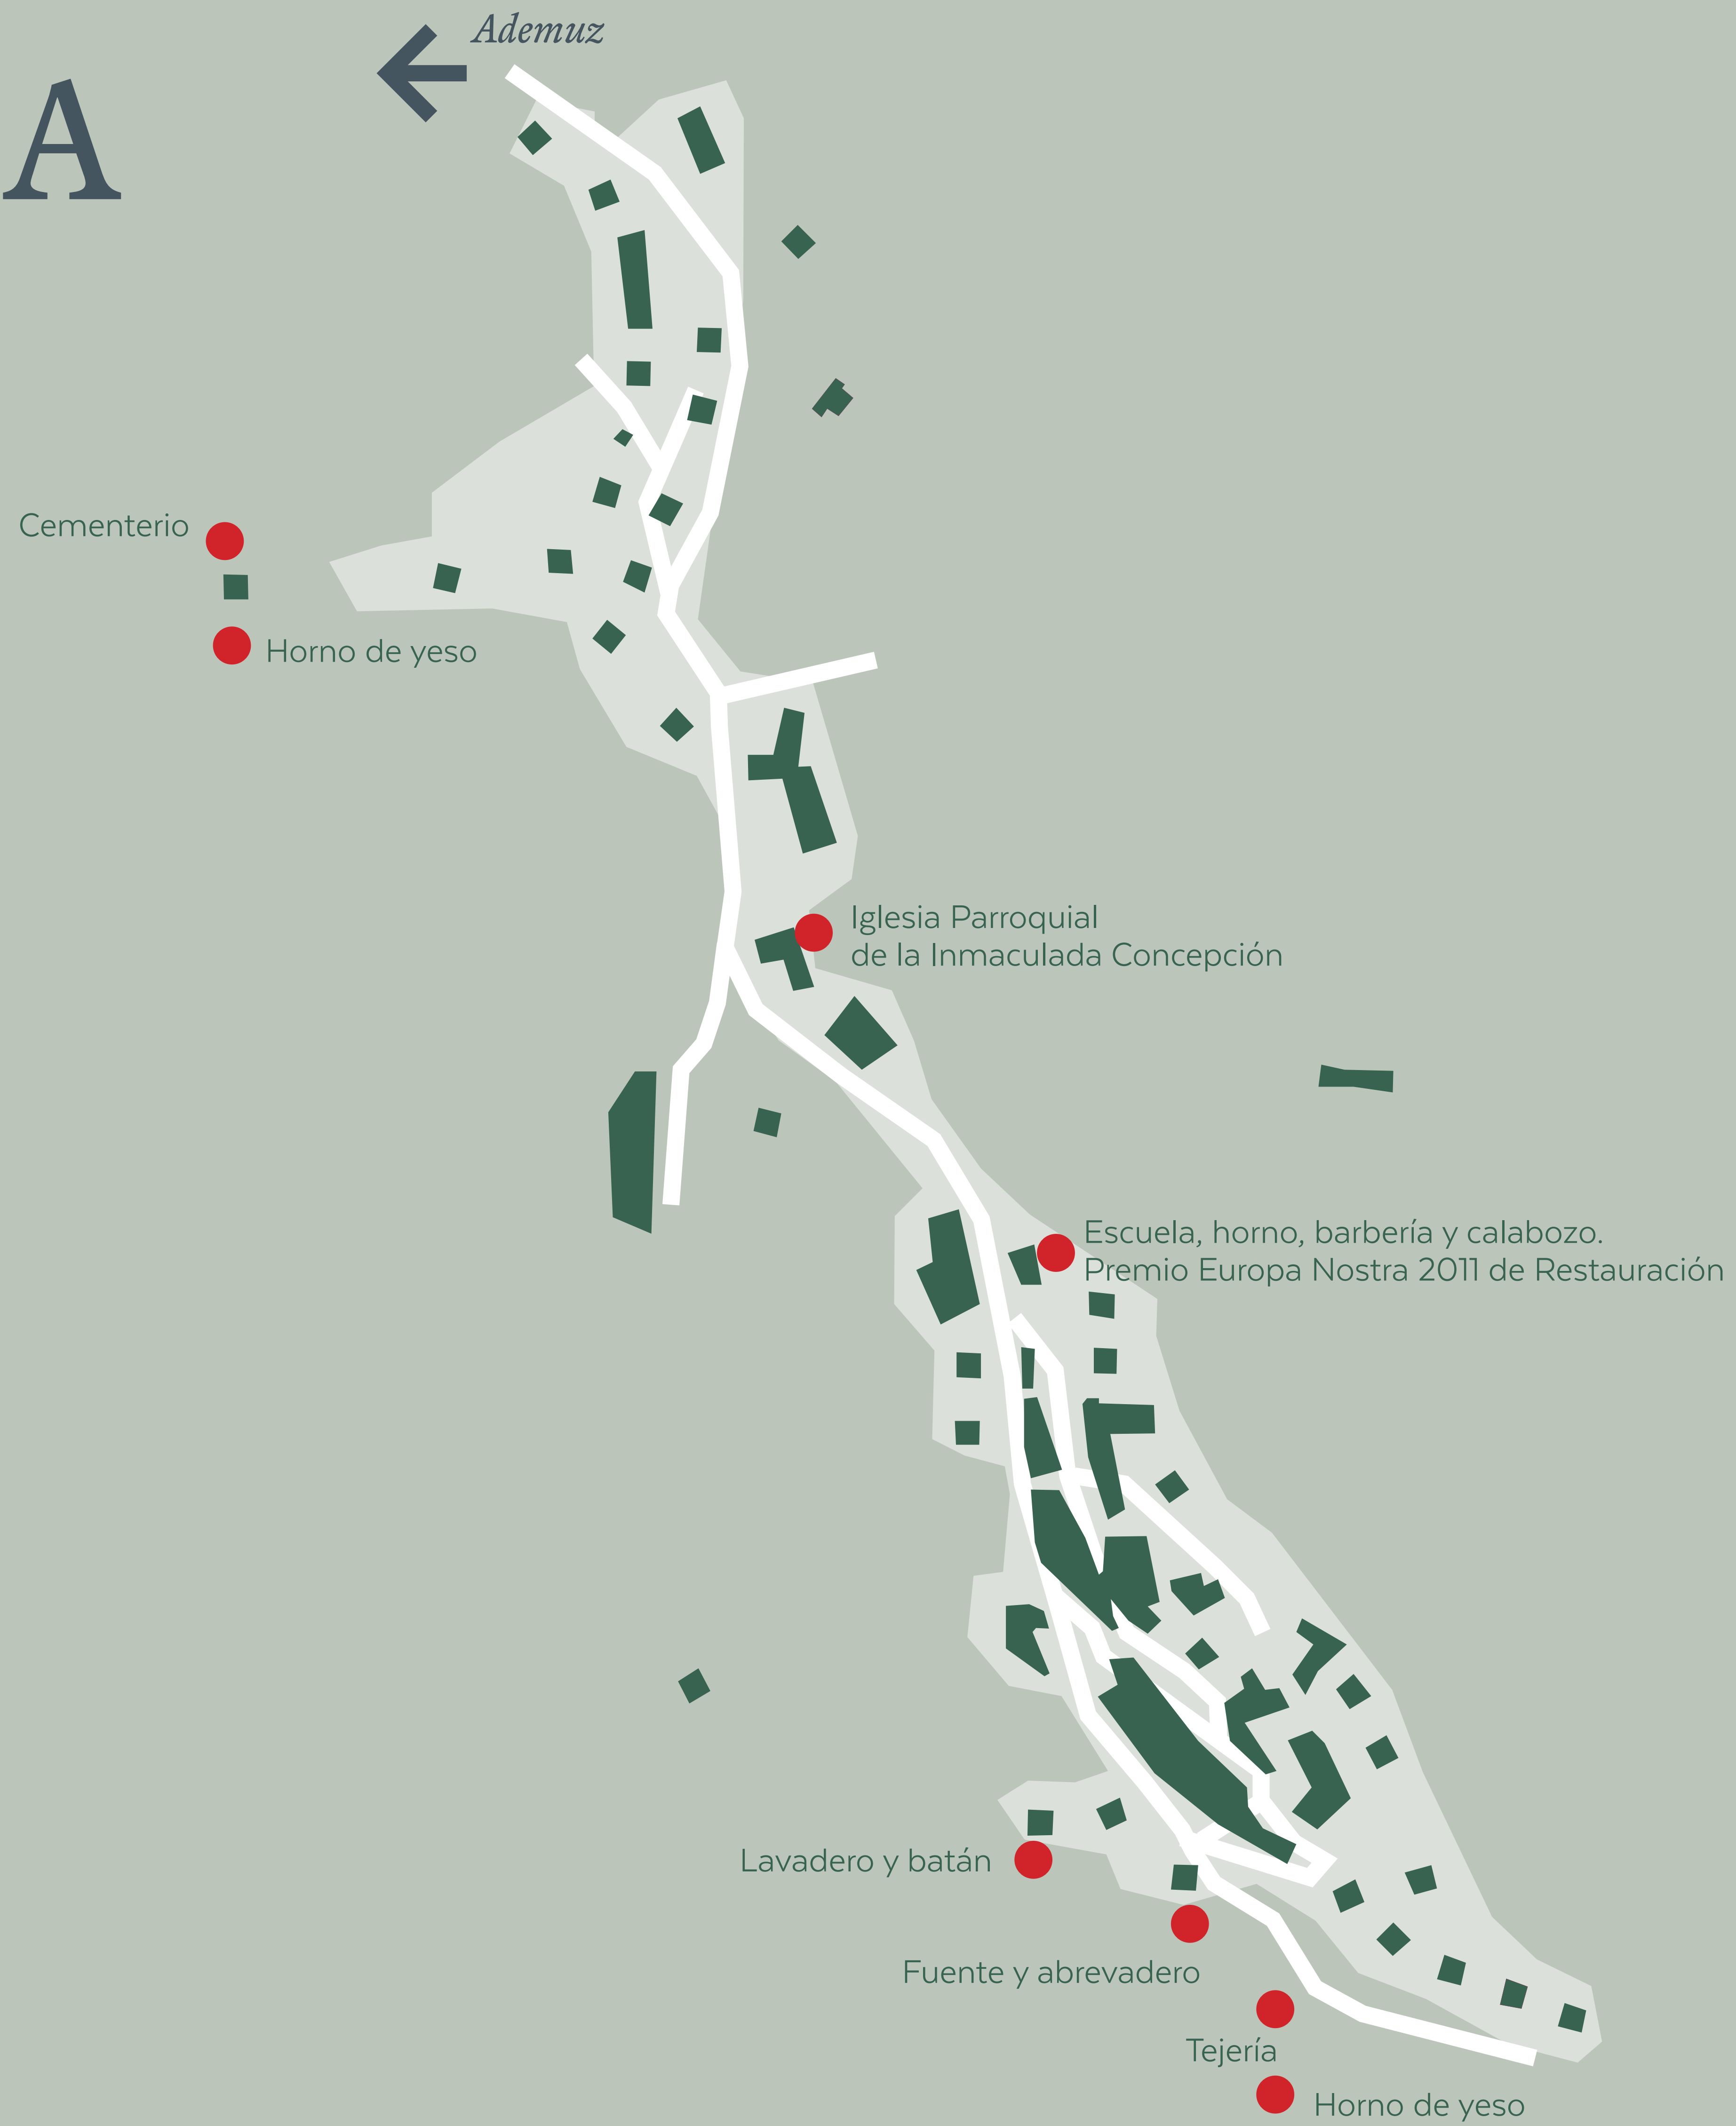 Ademuz
A
Cementerio
Horno de yeso
Iglesia Parroquial
de la Inmaculada Concepción
Escuela, horno, barbería y calabozo.
Premio Europa Nostra 2011 de Restauración
Lavadero y batán
Fuente y abrevadero
Tejería
Horno de yeso